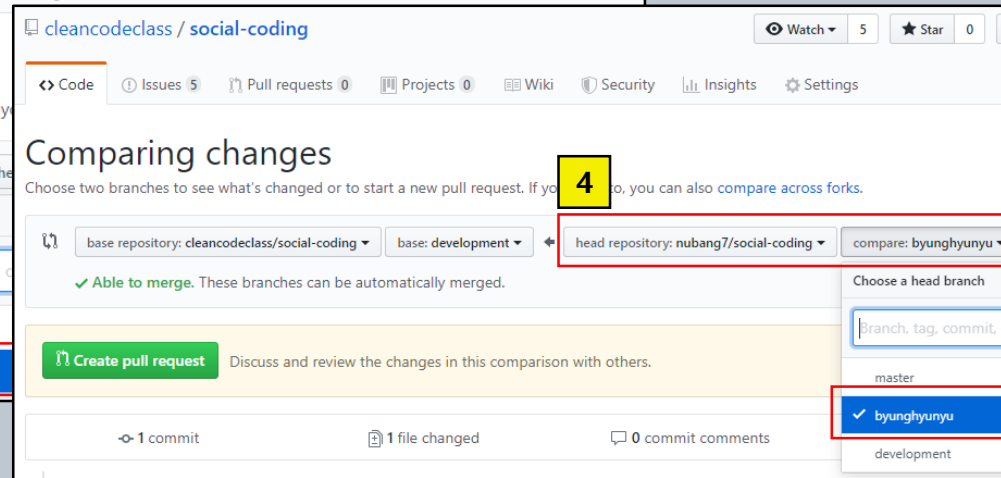 cleancodeclass / social-coding
Watch 5 Star 0
Code Issues 5 Pull requests 0 Projects 0 Wiki Security Insights Settings
Comparing changes
Choose two branches to see what's changed or to start a new pull request. If you to, you can also compare across forks.
4
base repository: cleancodeclass/social-coding base: development head repository: nubang7/social-coding compare: byunghyunyu
Able to merge. These branches can be automatically merged.
Choose a head branch
Branch, tag, commit,
Create pull request Discuss and review the changes in this comparison with others.
master
byunghyunyu
development
1 commit 1 file changed 0 commit comments